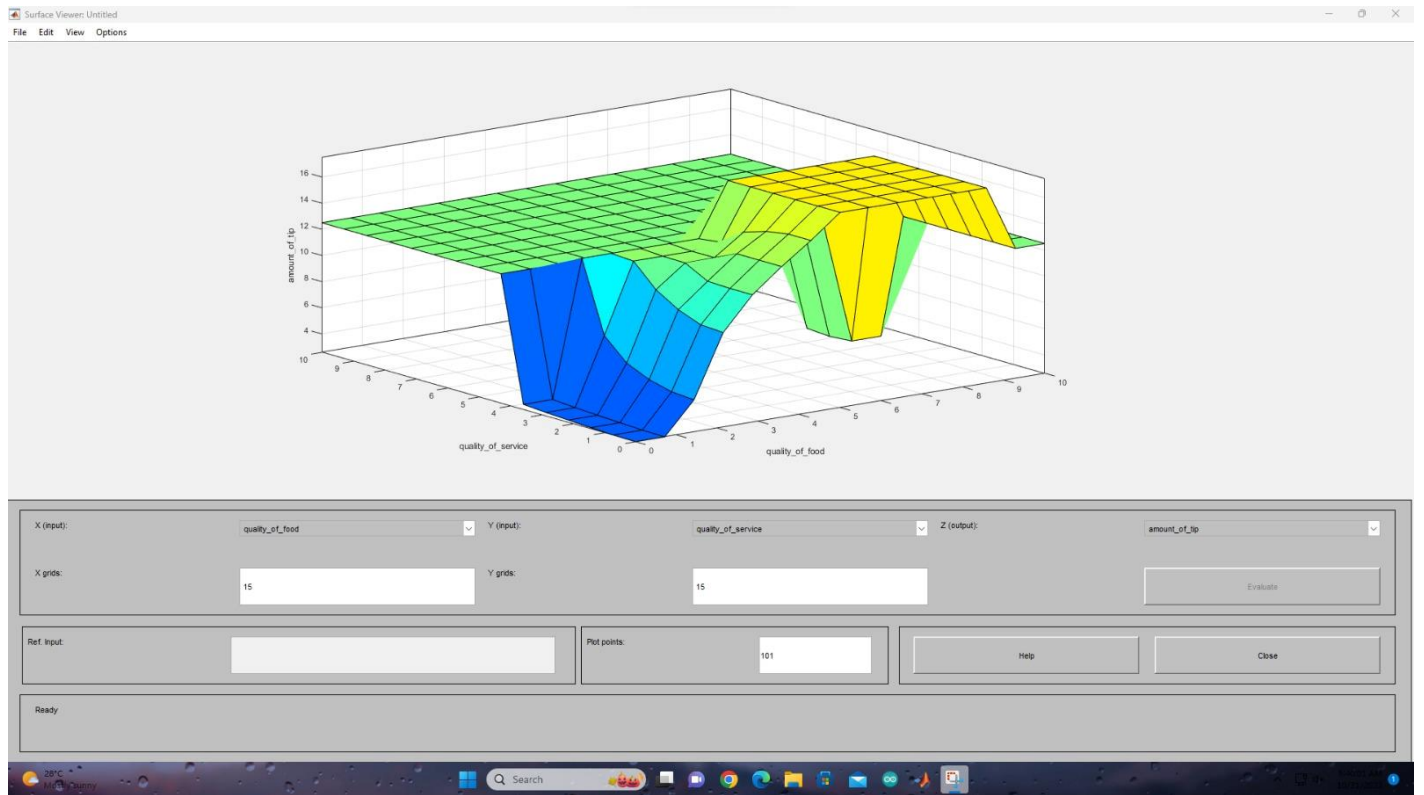 Surface Viewer: Untitled
File Edit View Options
16
14
12
10
8
6
4
amount_of_tip
10
9
8
7
6
5
4
3
2
1
0
quality_of_service
0
1
2
3
4
5
6
7
8
9
10
quality_of_food
X (input): quality_of_food Y (input): quality_of_service Z (output): amount_of_tip
X grids: 15 Y grids: 15 Evaluate
Ref. Input: Plot points: 101 Help Close
Ready
28°C
Search
1